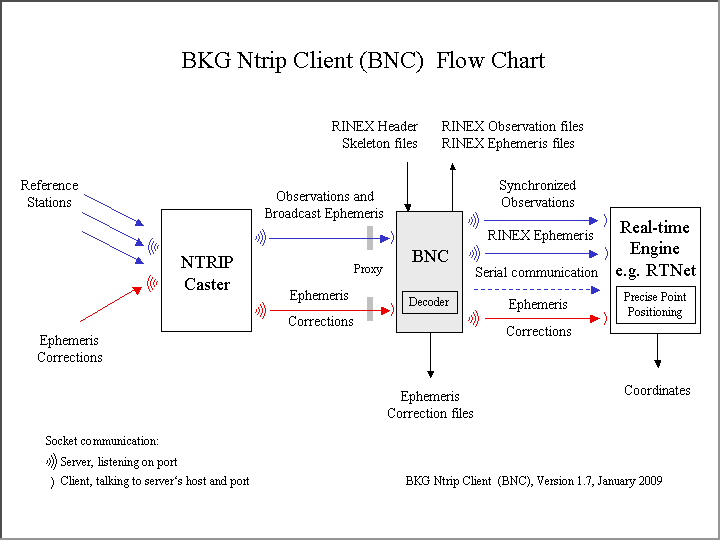 BKG Ntrip Client (BNC)  Flow Chart
RINEX Header
Skeleton files
RINEX Observation files
RINEX Ephemeris files
Reference
Stations
Observations and
Broadcast Ephemeris
Synchronized
Observations
NTRIP
Caster
Proxy
BNC
RINEX Ephemeris
Serial communication
Real-time
Engine
e.g. RTNet
Ephemeris
Corrections
Decoder
Ephemeris
Corrections
Precise Point
Positioning
Ephemeris
Corrections
Ephemeris
Correction files
Coordinates
Socket communication:
Server, listening on port
Client, talking to server's host and port
BKG Ntrip Client  (BNC), Version 1.7, January 2009